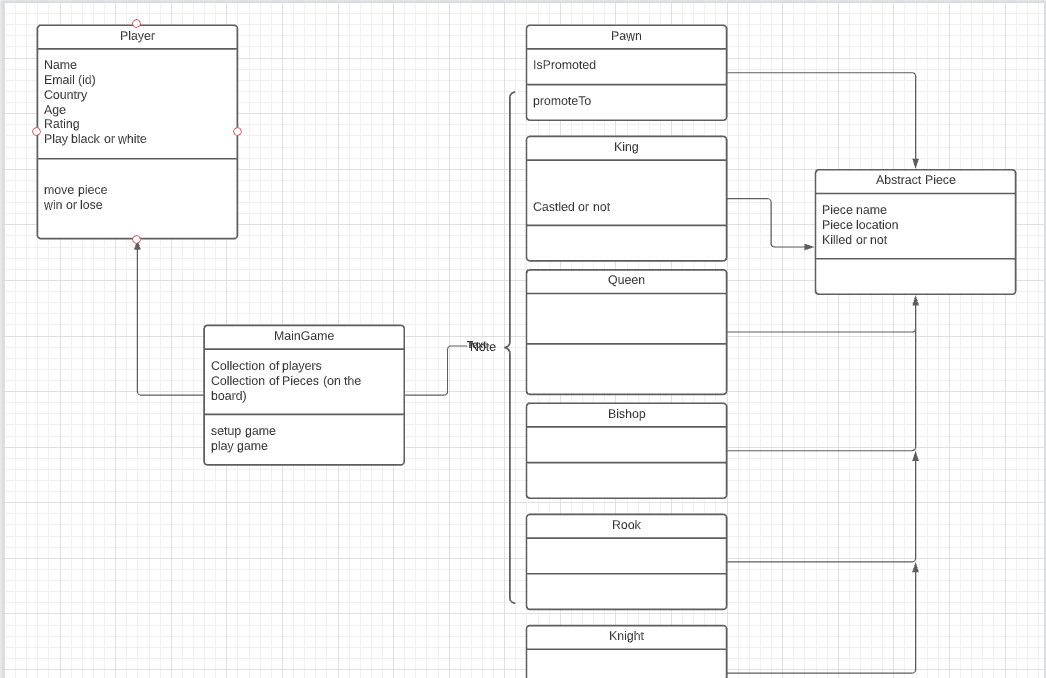 Player
Name
Email (id)
Country
Age
Rating
Play black or white
move piece
win or lose
MainGame
Collection of players
Collection of Pieces (on the
board)
setup game
play game
Note
Pawn
IsPromoted
promoteTo
King
Castled or not
Queen
Bishop
Rook
Knight
Abstract Piece
Piece name
Piece location
Killed or not